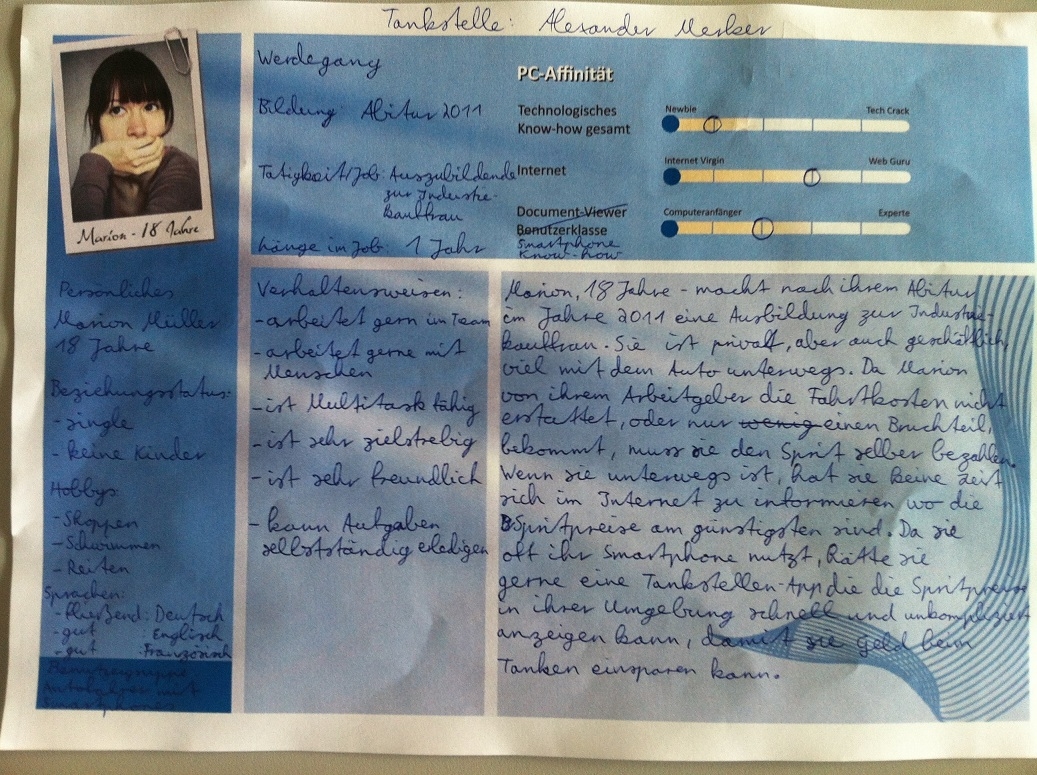 Tankstelle: Alexander Merker
Marion - 18 Jahre
Werdegang
Bildung: Abitur 2011
Tätigkeit/Job: Auszubildende
zur Industie-
kauffrau
Länge im Job: 1 Jahr
PC-Affinität
Technologisches
Know-how gesamt
Newbie Tech Crack
Internet
Internet Virgin Web Guru
Document-Viewer
Benutzerklasse
Smartphone
Know-how
Computeranfänger Experte
Persönliches
Marion Müller
18 Jahre
Beziehungsstatus:
- single
- keine Kinder
Hobbys:
- Shoppen
- Schwimmen
- Reiten
Sprachen:
- fließend: Deutsch
- gut : Englisch
- gut : Französisch
Benutzergruppe
Autofahrer mit
Smartphones
Verhaltensweisen:
- arbeitet gern im Team
- arbeitet gerne mit
Menschen
- ist Multitask fähig
- ist sehr zielstrebig
- ist sehr freundlich
- kann Aufgaben
selbstständig erledigen
Marion, 18 Jahre - macht nach ihrem Abitur
im Jahre 2011 eine Ausbildung zur Industie-
kauffrau. Sie ist privat, aber auch geschäftlich,
viel mit dem Auto unterwegs. Da Marion
von ihrem Arbeitgeber die Fahrtkosten nicht
erstattet, oder nur wenig einen Bruchteil,
bekommt, muss sie den Sprit selber bezahlen.
Wenn sie unterwegs ist, hat sie keine Zeit
sich im Internet zu informieren wo die
Spritpreise am günstigsten sind. Da sie
oft ihr Smartphone nutzt, hätte sie
gerne eine Tankstellen-App die die Spritpreise
in ihrer Umgebung schnell und unkompliziert
anzeigen kann, damit sie Geld beim
Tanken einsparen kann.